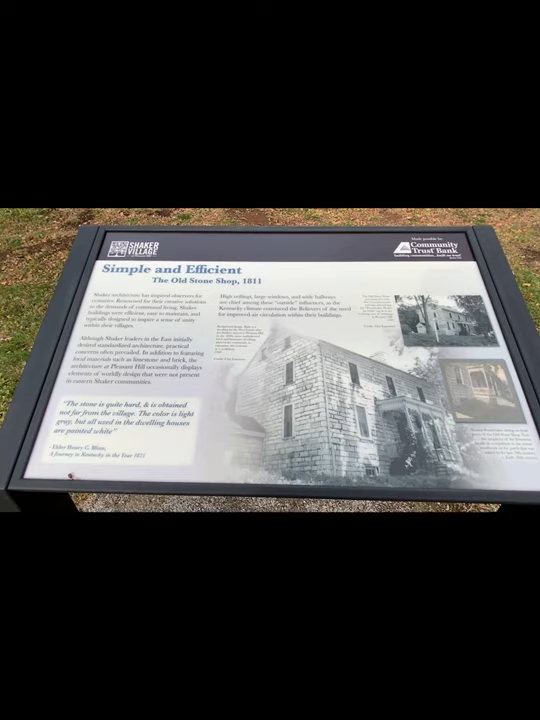 SHAKER
VILLAGE
Made possible by:
Community
Trust Bank
building communities...built on trust
Simple and Efficient
The Old Stone Shop, 1811
Shaker architecture has inspired observers for
centuries. Renowned for their creative solutions
to the demands of communal living, Shaker
buildings were efficient, easy to maintain, and
typically designed to inspire a sense of unity
within their villages.
Although Shaker leaders in the East initially
desired standardized architecture, practical
concerns often prevailed. In addition to featuring
local materials such as limestone and brick, the
architecture at Pleasant Hill occasionally displays
elements of worldly design that were not present
in eastern Shaker communities.
High ceilings, large windows, and wide hallways
are chief among these "outside" influences, as the
Kentucky climate convinced the Believers of the need
for improved air circulation within their buildings.
"The stone is quite hard, & is obtained
not far from the village. The color is light
gray, but all used in the dwelling houses
are painted white"
- Elder Henry C. Blinn,
A Journey to Kentucky in the Year 1873